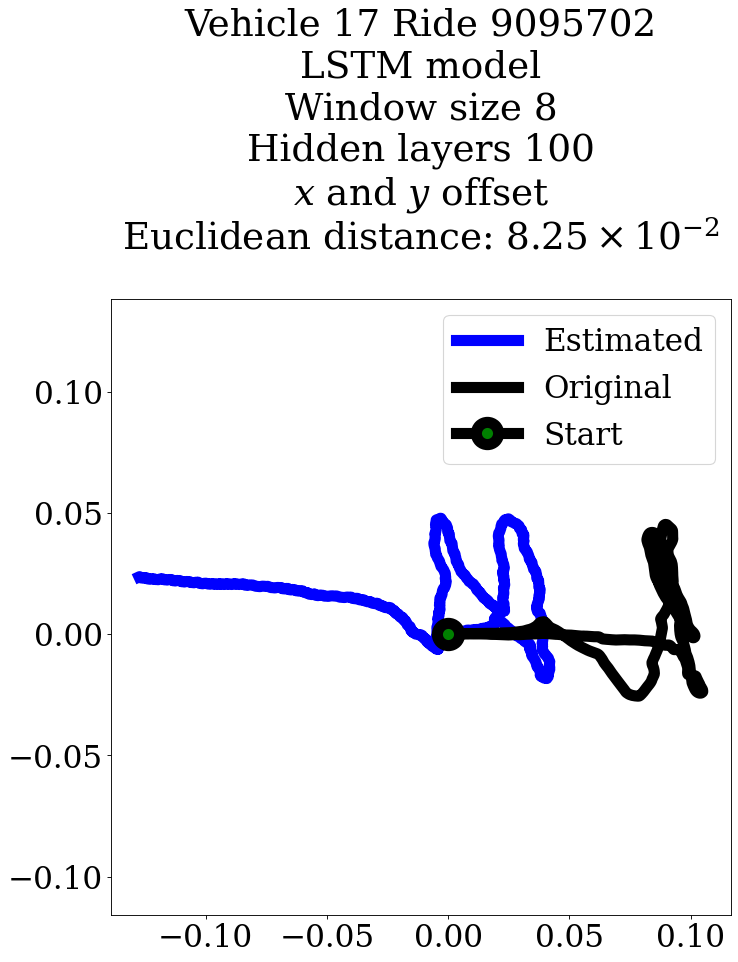 Vehicle 17 Ride 9095702
LSTM model
Window size 8
Hidden layers 100
x and y offset
Euclidean distance: 8.25 × 10⁻²
Estimated
Original
Start
0.10
0.05
0.00
−0.05
−0.10
−0.10 −0.05 0.00 0.05 0.10